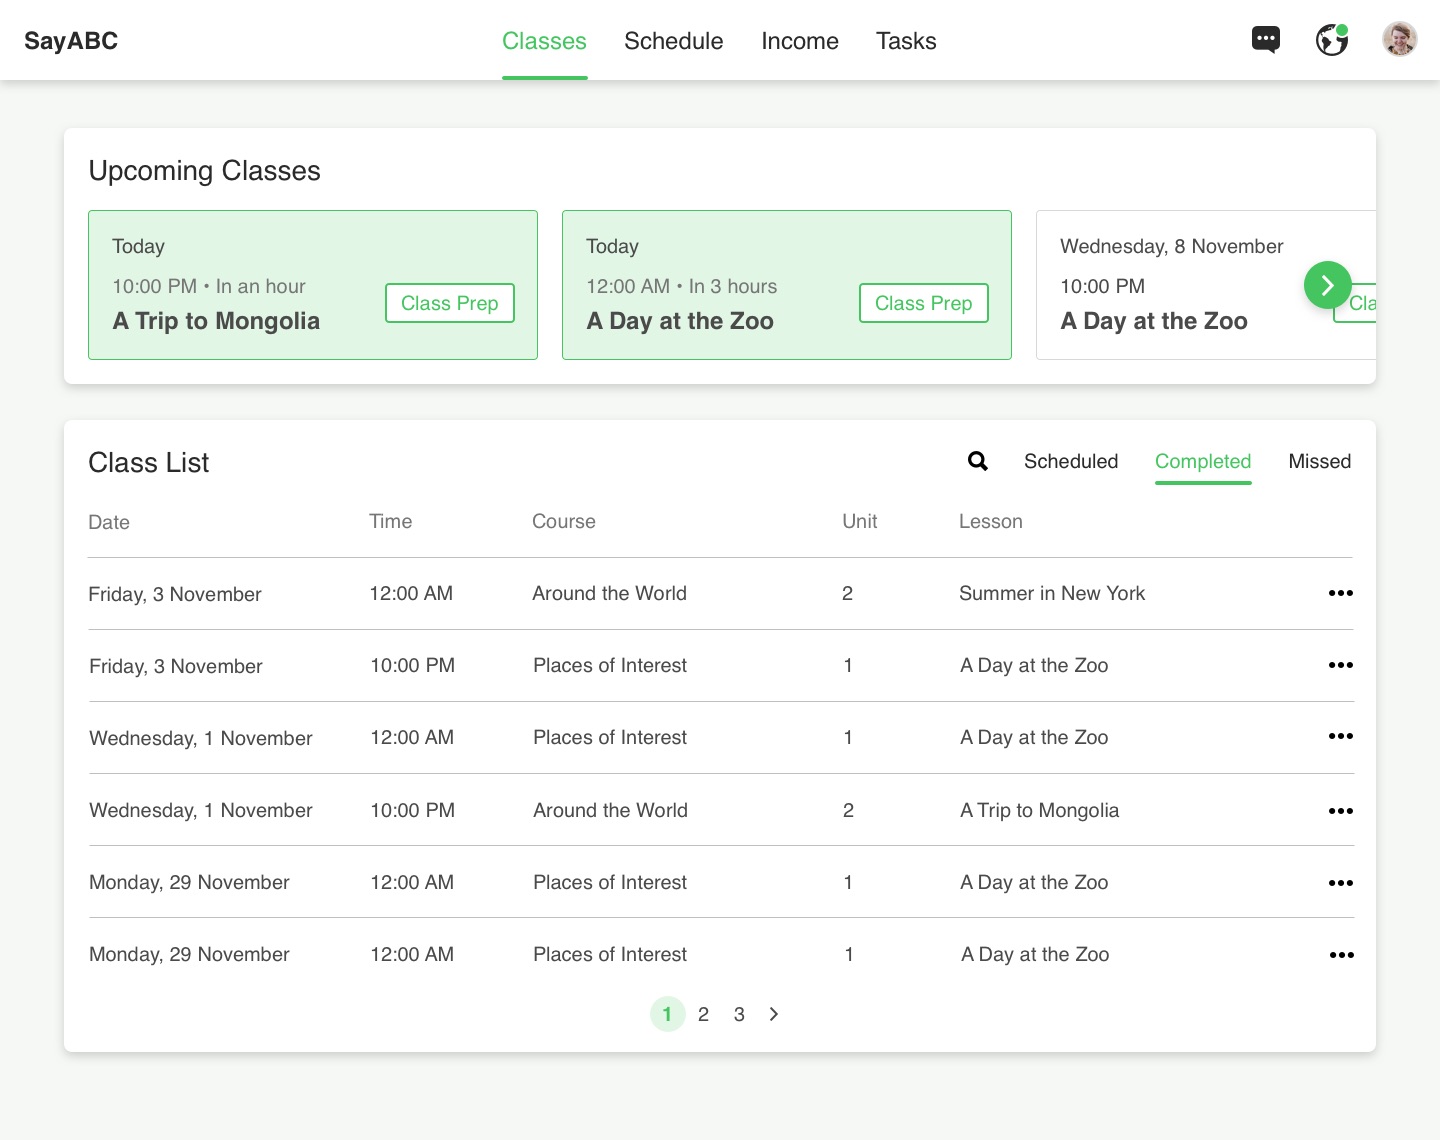 SayABC
Classes Schedule Income Tasks
Upcoming Classes
Today
10:00 PM • In an hour
A Trip to Mongolia
Class Prep
Today
12:00 AM • In 3 hours
A Day at the Zoo
Class Prep
Wednesday, 8 November
10:00 PM
A Day at the Zoo
Cla
Class List
Scheduled Completed Missed
Date Time Course Unit Lesson
Friday, 3 November 12:00 AM Around the World 2 Summer in New York
Friday, 3 November 10:00 PM Places of Interest 1 A Day at the Zoo
Wednesday, 1 November 12:00 AM Places of Interest 1 A Day at the Zoo
Wednesday, 1 November 10:00 PM Around the World 2 A Trip to Mongolia
Monday, 29 November 12:00 AM Places of Interest 1 A Day at the Zoo
Monday, 29 November 12:00 AM Places of Interest 1 A Day at the Zoo
1 2 3